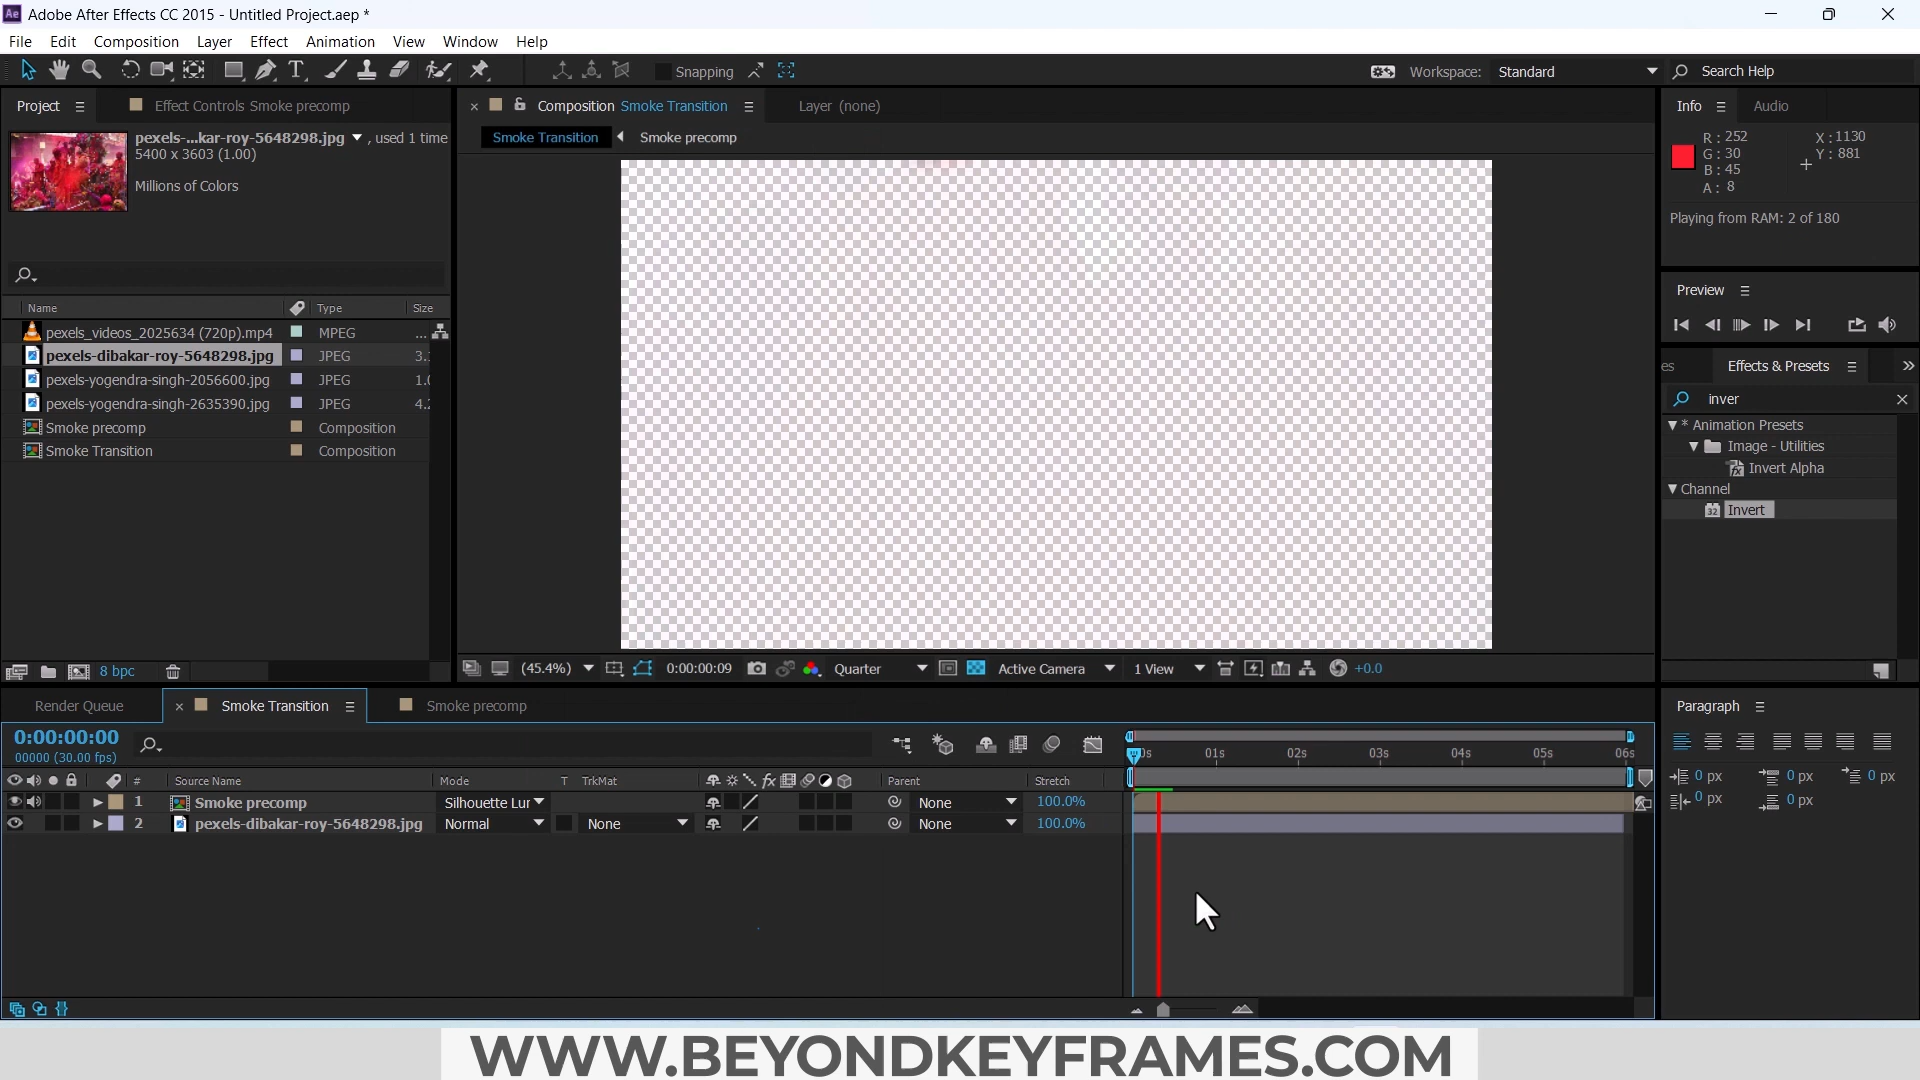 Adobe After Effects CC 2015 - Untitled Project.aep *
File Edit Composition Layer Effect Animation View Window Help
Snapping
Workspace: Standard
Search Help
Project
Effect Controls Smoke precomp
pexels-...kar-roy-5648298.jpg , used 1 time
5400 x 3603 (1.00)
Millions of Colors
Name Type Size
pexels_videos_2025634 (720p).mp4 MPEG ...
pexels-dibakar-roy-5648298.jpg JPEG
pexels-yogendra-singh-2056600.jpg JPEG
pexels-yogendra-singh-2635390.jpg JPEG
Smoke precomp Composition
Smoke Transition Composition
8 bpc
Composition Smoke Transition
Layer (none)
Smoke Transition Smoke precomp
(45.4%) 0:00:00:09 Quarter Active Camera 1 View +0.0
Info Audio
R: 252
G: 30
B: 45
A: 8
X: 1130
Y: 881
Playing from RAM: 2 of 180
Preview
es Effects & Presets
inver
* Animation Presets
Image - Utilities
Invert Alpha
Channel
32 Invert
Render Queue Smoke Transition Smoke precomp
0:00:00:00
00000 (30.00 fps)
0s 01s 02s 03s 04s 05s 06s
# Source Name Mode T TrkMat Parent Stretch
1 Smoke precomp Silhouette Lur None 100.0%
2 pexels-dibakar-roy-5648298.jpg Normal None None 100.0%
Paragraph
0 px 0 px 0 px
0 px 0 px
WWW.BEYONDKEYFRAMES.COM